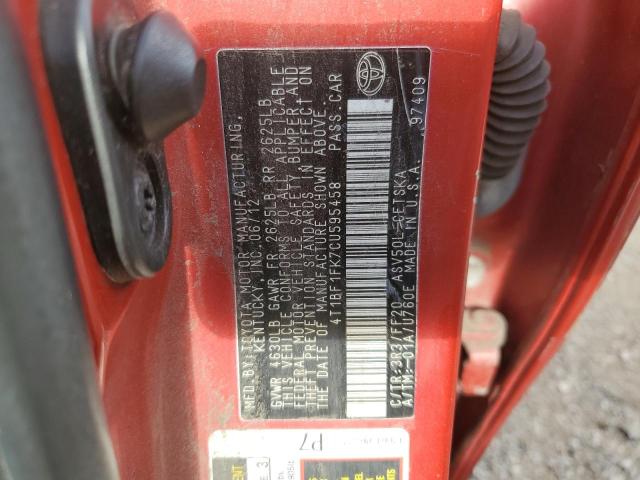 MFD.BY:TOYOTA MOTOR MANUFACTURING,
KENTUCKY, INC. 06/12
GVWR 4630LB GAWR FR 2625LB RR 2625LB
THIS VEHICLE CONFORMS TO ALL APPLICABLE
FEDERAL MOTOR VEHICLE SAFETY, BUMPER, AND
THEFT PREVENTION STANDARDS IN EFFECT ON
THE DATE OF MANUFACTURE SHOWN ABOVE.
4T1BF1FK7CU595458 PASS.CAR
C/TR:3R3/FF20 ASV50L-CETSKA
A/TM:-01A/U760E MADE IN U.S.A. 97409
P7